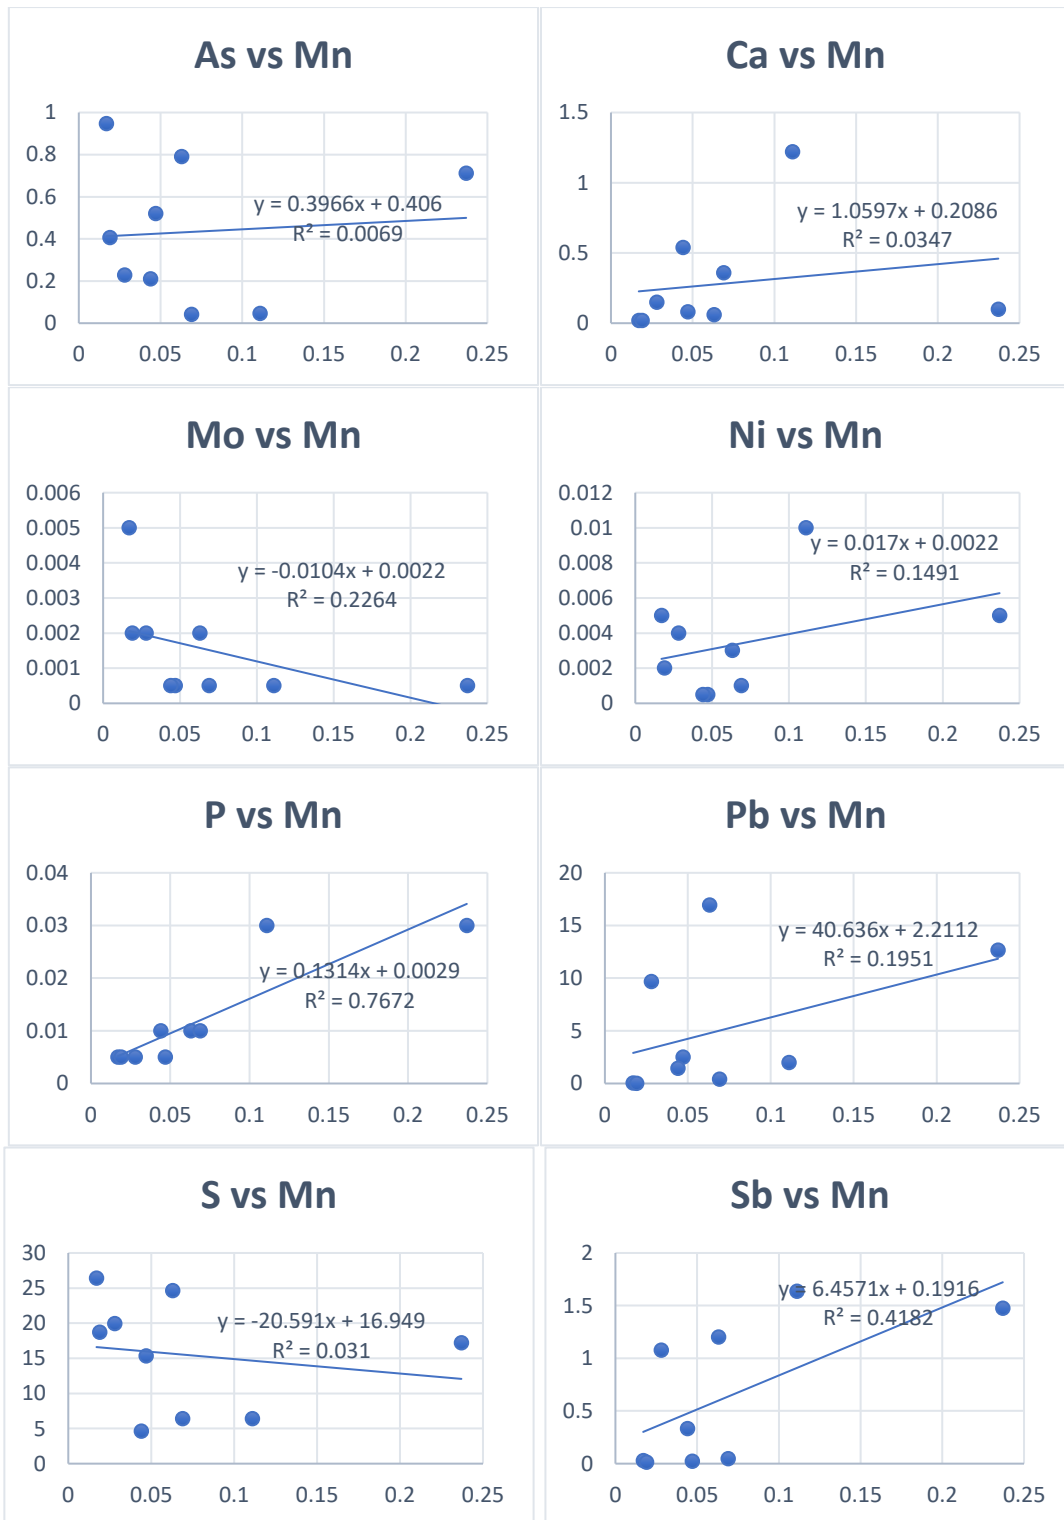 As vs Mn
1
0.8
0.6
0.4
0.2
0
y = 0.3966x + 0.406
R² = 0.0069
0 0.05 0.1 0.15 0.2 0.25
Ca vs Mn
1.5
1
0.5
0
y = 1.0597x + 0.2086
R² = 0.0347
0 0.05 0.1 0.15 0.2 0.25
Mo vs Mn
0.006
0.005
0.004
0.003
0.002
0.001
0
y = -0.0104x + 0.0022
R² = 0.2264
0 0.05 0.1 0.15 0.2 0.25
Ni vs Mn
0.012
0.01
0.008
0.006
0.004
0.002
0
y = 0.017x + 0.0022
R² = 0.1491
0 0.05 0.1 0.15 0.2 0.25
P vs Mn
0.04
0.03
0.02
0.01
0
y = 0.1314x + 0.0029
R² = 0.7672
0 0.05 0.1 0.15 0.2 0.25
Pb vs Mn
20
15
10
5
0
y = 40.636x + 2.2112
R² = 0.1951
0 0.05 0.1 0.15 0.2 0.25
S vs Mn
30
25
20
15
10
5
0
y = -20.591x + 16.949
R² = 0.031
0 0.05 0.1 0.15 0.2 0.25
Sb vs Mn
2
1.5
1
0.5
0
y = 6.4571x + 0.1916
R² = 0.4182
0 0.05 0.1 0.15 0.2 0.25